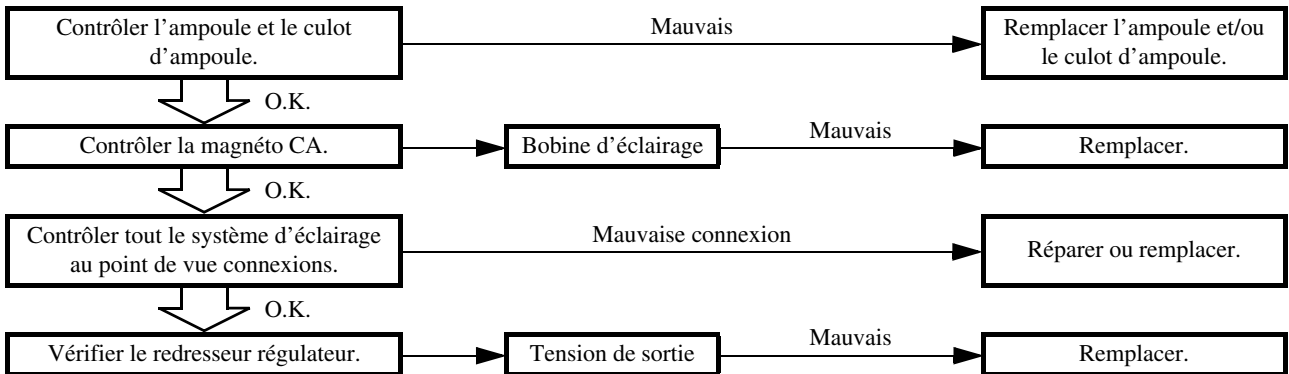 Contrôler l’ampoule et le culot
d’ampoule.
Mauvais
Remplacer l’ampoule et/ou
le culot d’ampoule.
O.K.
Contrôler la magnéto CA.
Bobine d’éclairage
Mauvais
Remplacer.
O.K.
Contrôler tout le système d’éclairage
au point de vue connexions.
Mauvaise connexion
Réparer ou remplacer.
O.K.
Vérifier le redresseur régulateur.
Tension de sortie
Mauvais
Remplacer.